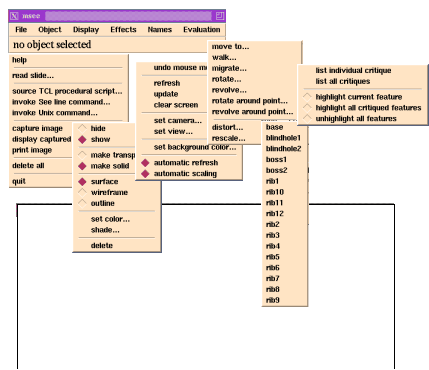 msee
File Object Display Effects Names Evaluation
no object selected
help
read slide...
source TCL procedural script...
invoke See line command...
invoke Unix command...
capture image
display captured
print image
delete all
quit
hide
show
make transp
make solid
surface
wireframe
outline
set color...
shade...
delete
undo mouse m
refresh
update
clear screen
set camera...
set view...
set background color...
automatic refresh
automatic scaling
move to...
walk...
migrate...
rotate...
revolve...
rotate around point...
revolve around point...
distort...
rescale...
base
blindhole1
blindhole2
boss1
boss2
rib1
rib10
rib11
rib12
rib2
rib3
rib4
rib5
rib6
rib7
rib8
rib9
list individual critique
list all critiques
highlight current feature
highlight all critiqued features
unhighlight all features